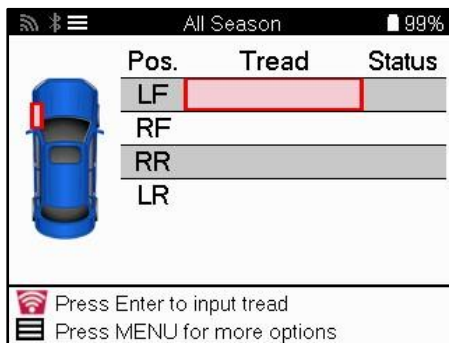 All Season 99%
Pos. Tread Status
LF
RF
RR
LR
Press Enter to input tread
Press MENU for more options